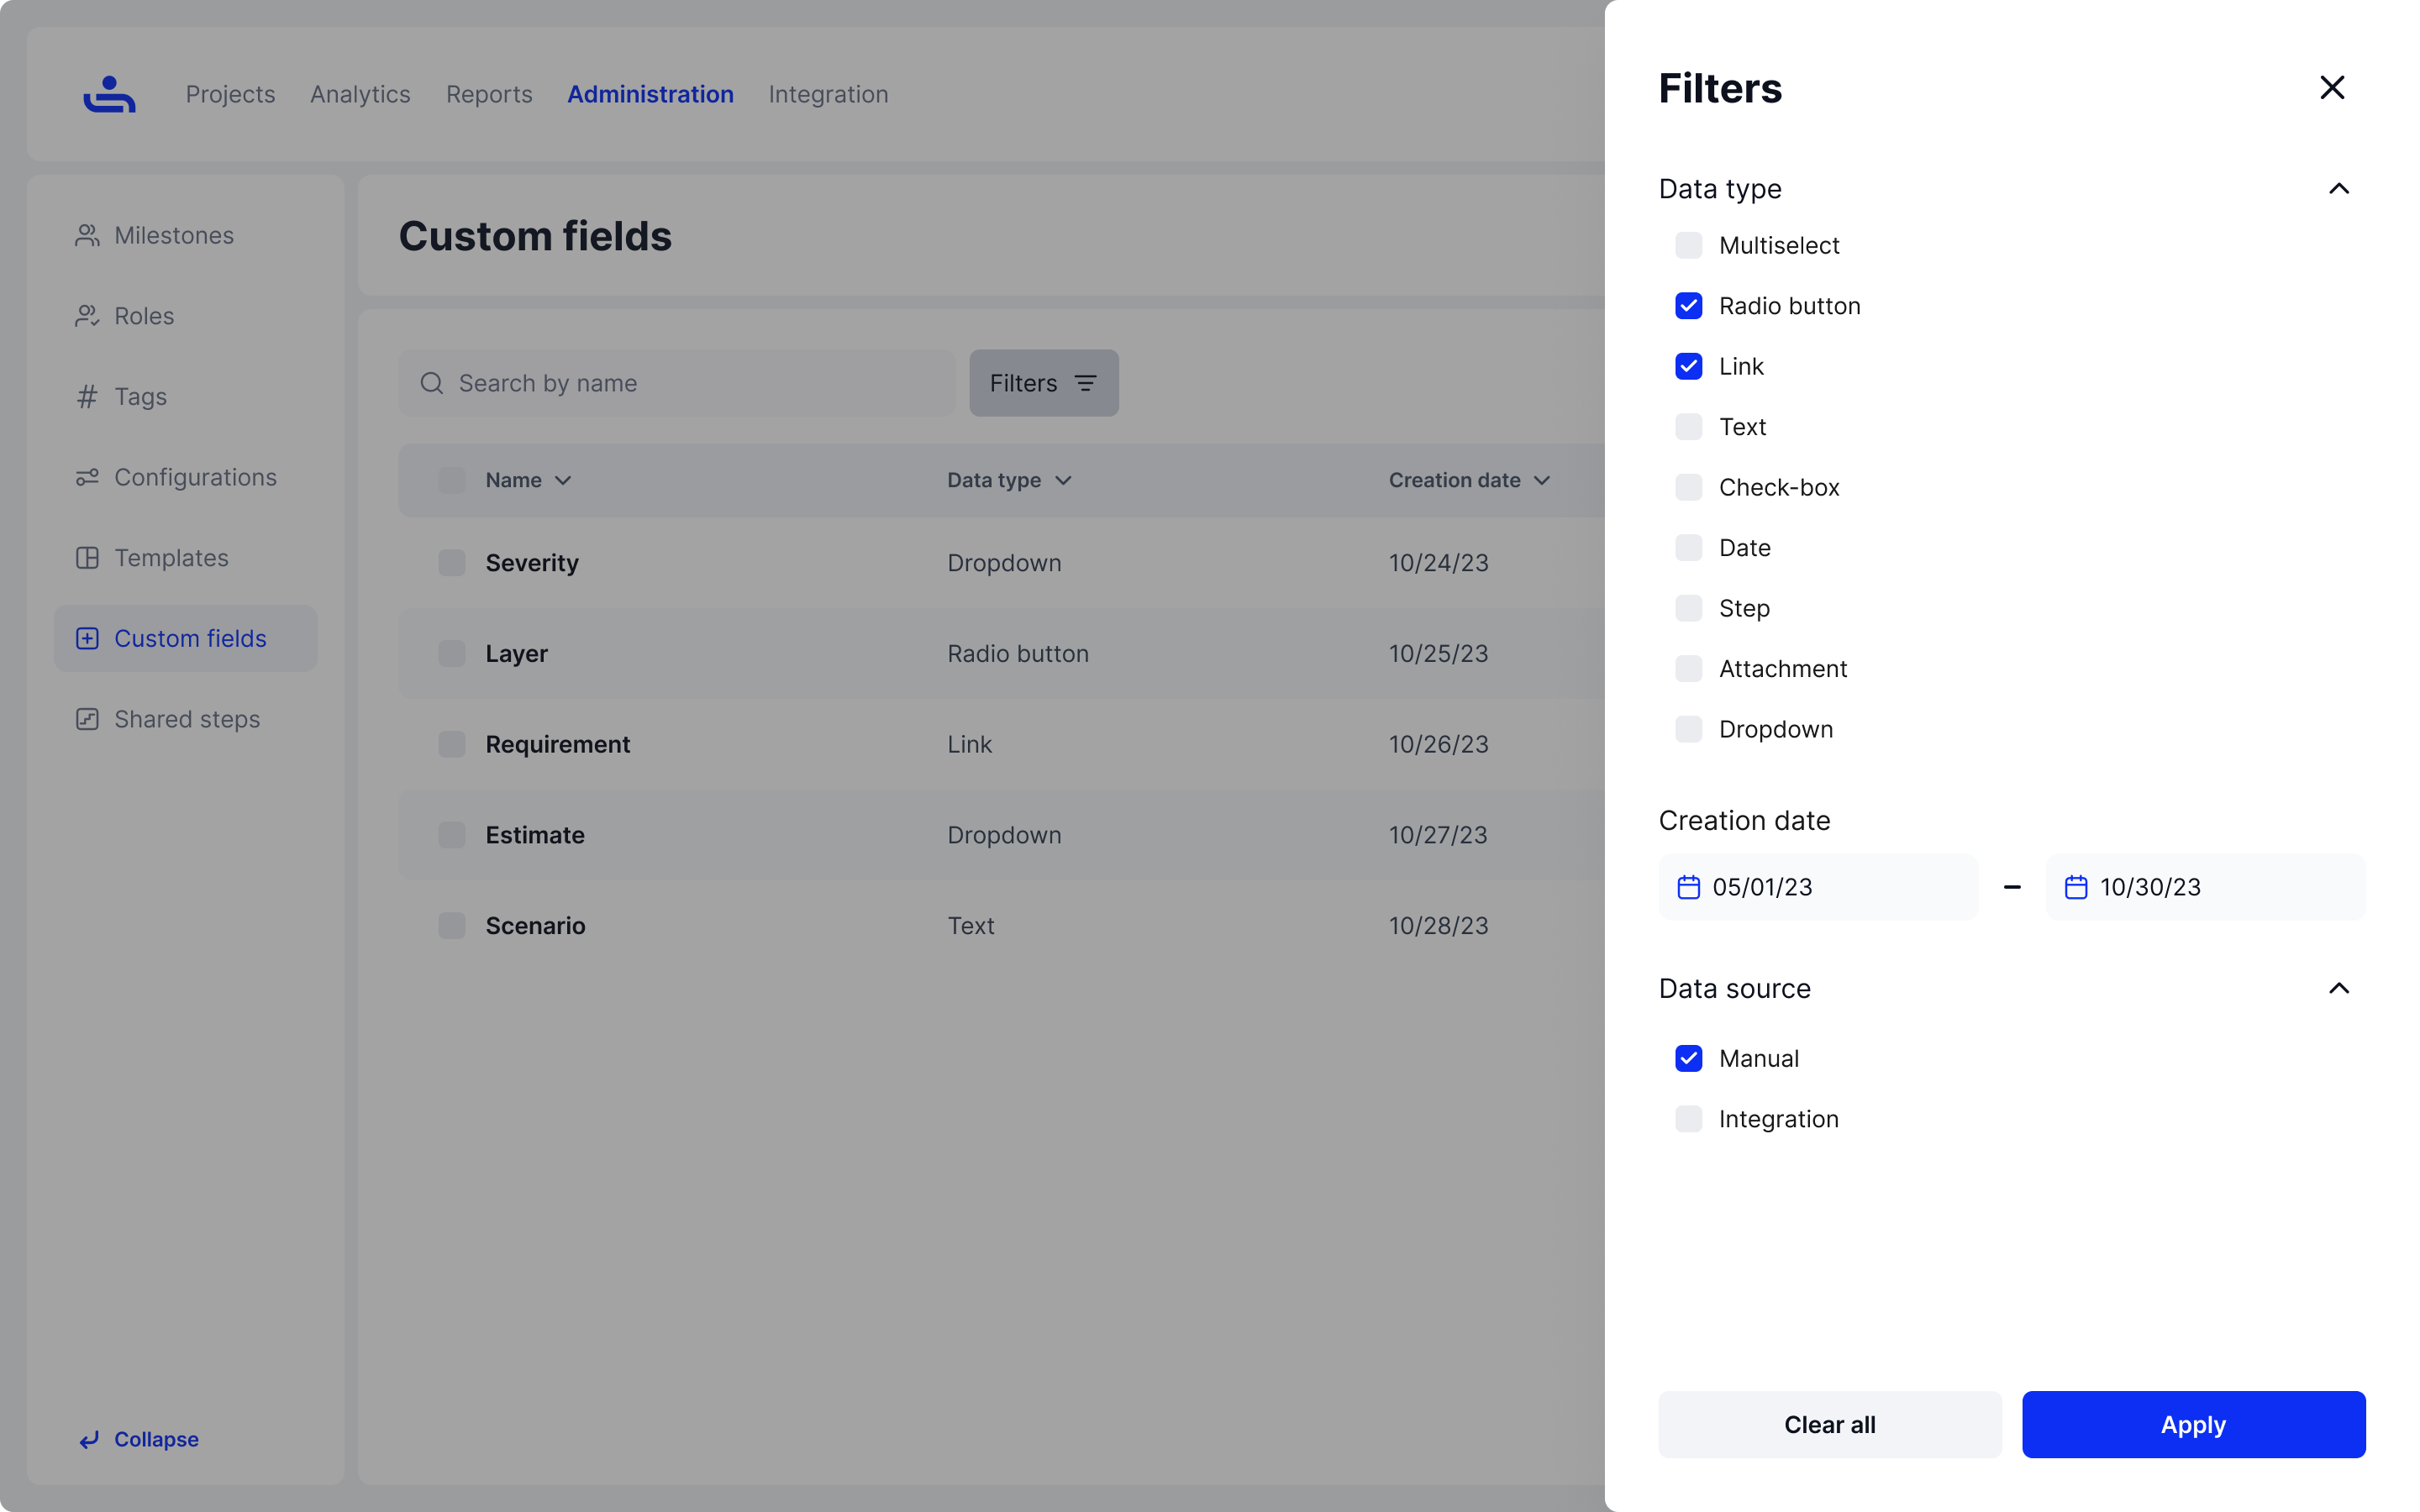 Projects Analytics Reports Administration Integration
Milestones
Roles
Tags
Configurations
Templates
Custom fields
Shared steps
Collapse
Custom fields
Search by name
Filters
Name Data type Creation date
Severity Dropdown 10/24/23
Layer Radio button 10/25/23
Requirement Link 10/26/23
Estimate Dropdown 10/27/23
Scenario Text 10/28/23
Filters
Data type
Multiselect
Radio button
Link
Text
Check-box
Date
Step
Attachment
Dropdown
Creation date
05/01/23 – 10/30/23
Data source
Manual
Integration
Clear all Apply